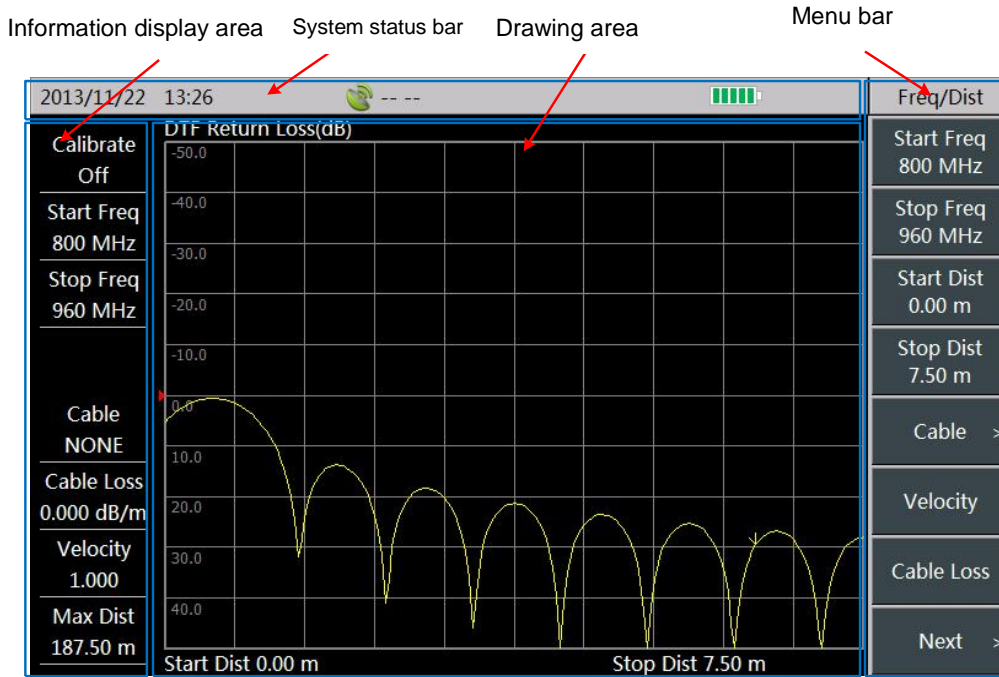 Information display area
System status bar
Drawing area
Menu bar
2013/11/22 13:26 -- --
Freq/Dist
Calibrate
Off
Start Freq
800 MHz
Stop Freq
960 MHz
Cable
NONE
Cable Loss
0.000 dB/m
Velocity
1.000
Max Dist
187.50 m
DTF Return Loss(dB)
-50.0
-40.0
-30.0
-20.0
-10.0
0.0
10.0
20.0
30.0
40.0
Start Dist 0.00 m
Stop Dist 7.50 m
Start Freq
800 MHz
Stop Freq
960 MHz
Start Dist
0.00 m
Stop Dist
7.50 m
Cable >
Velocity
Cable Loss
Next >